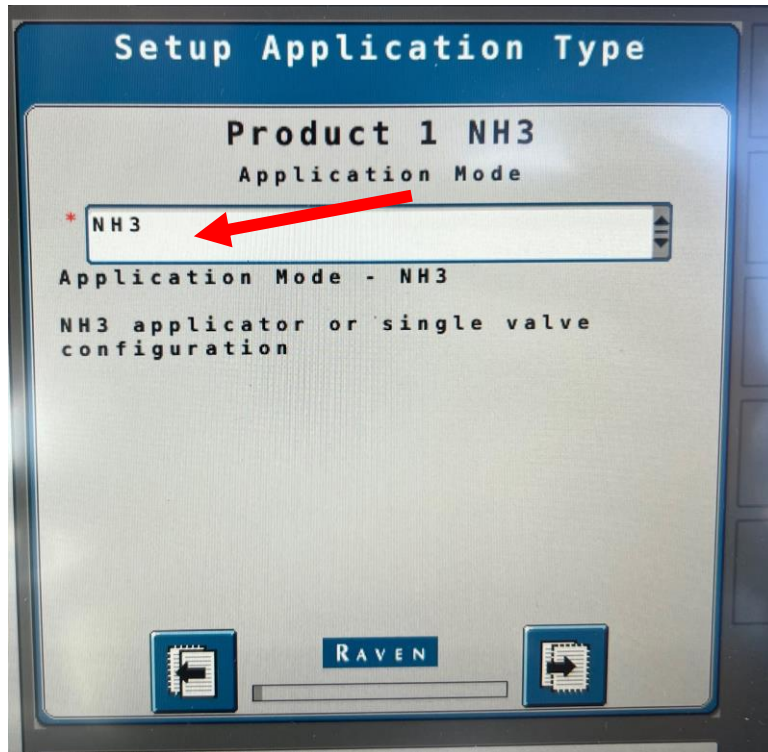 Setup Application Type
Product 1 NH3
Application Mode
* NH3
Application Mode - NH3
NH3 applicator or single valve
configuration
RAVEN